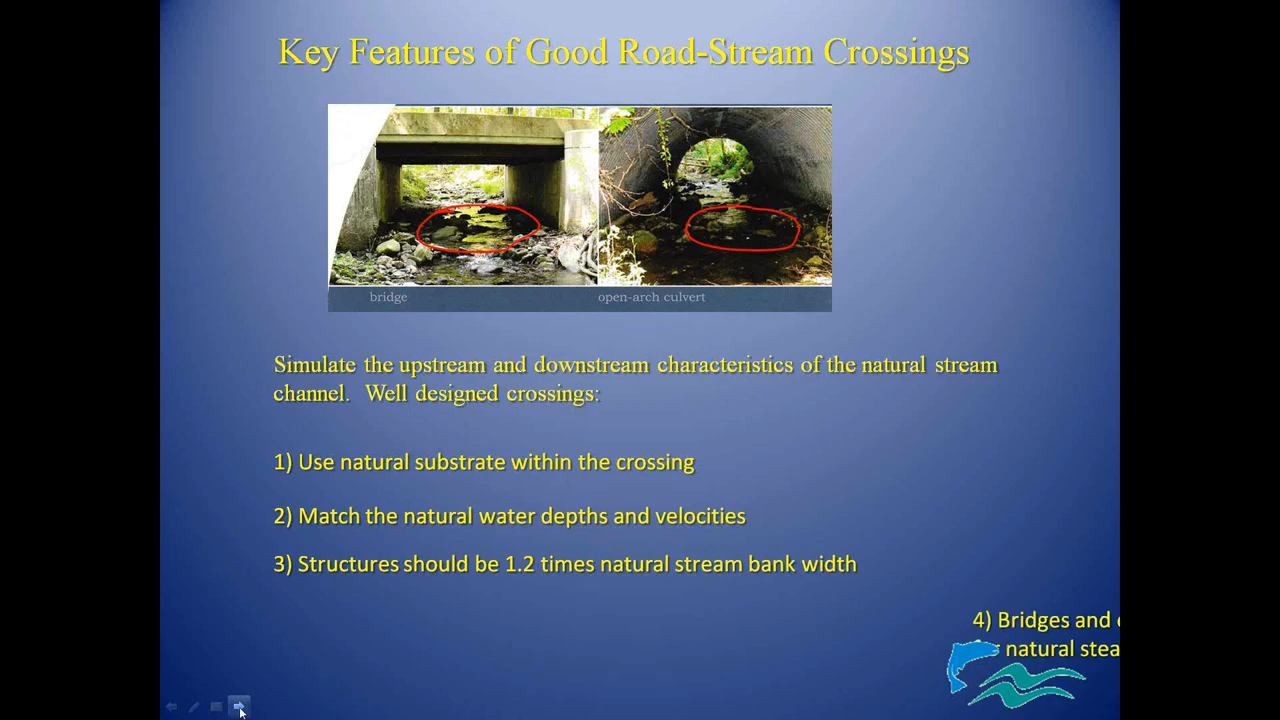 Key Features of Good Road-Stream Crossings
bridge
open-arch culvert
Simulate the upstream and downstream characteristics of the natural stream
channel. Well designed crossings:
1) Use natural substrate within the crossing
2) Match the natural water depths and velocities
3) Structures should be 1.2 times natural stream bank width
4) Bridges and
natural stea